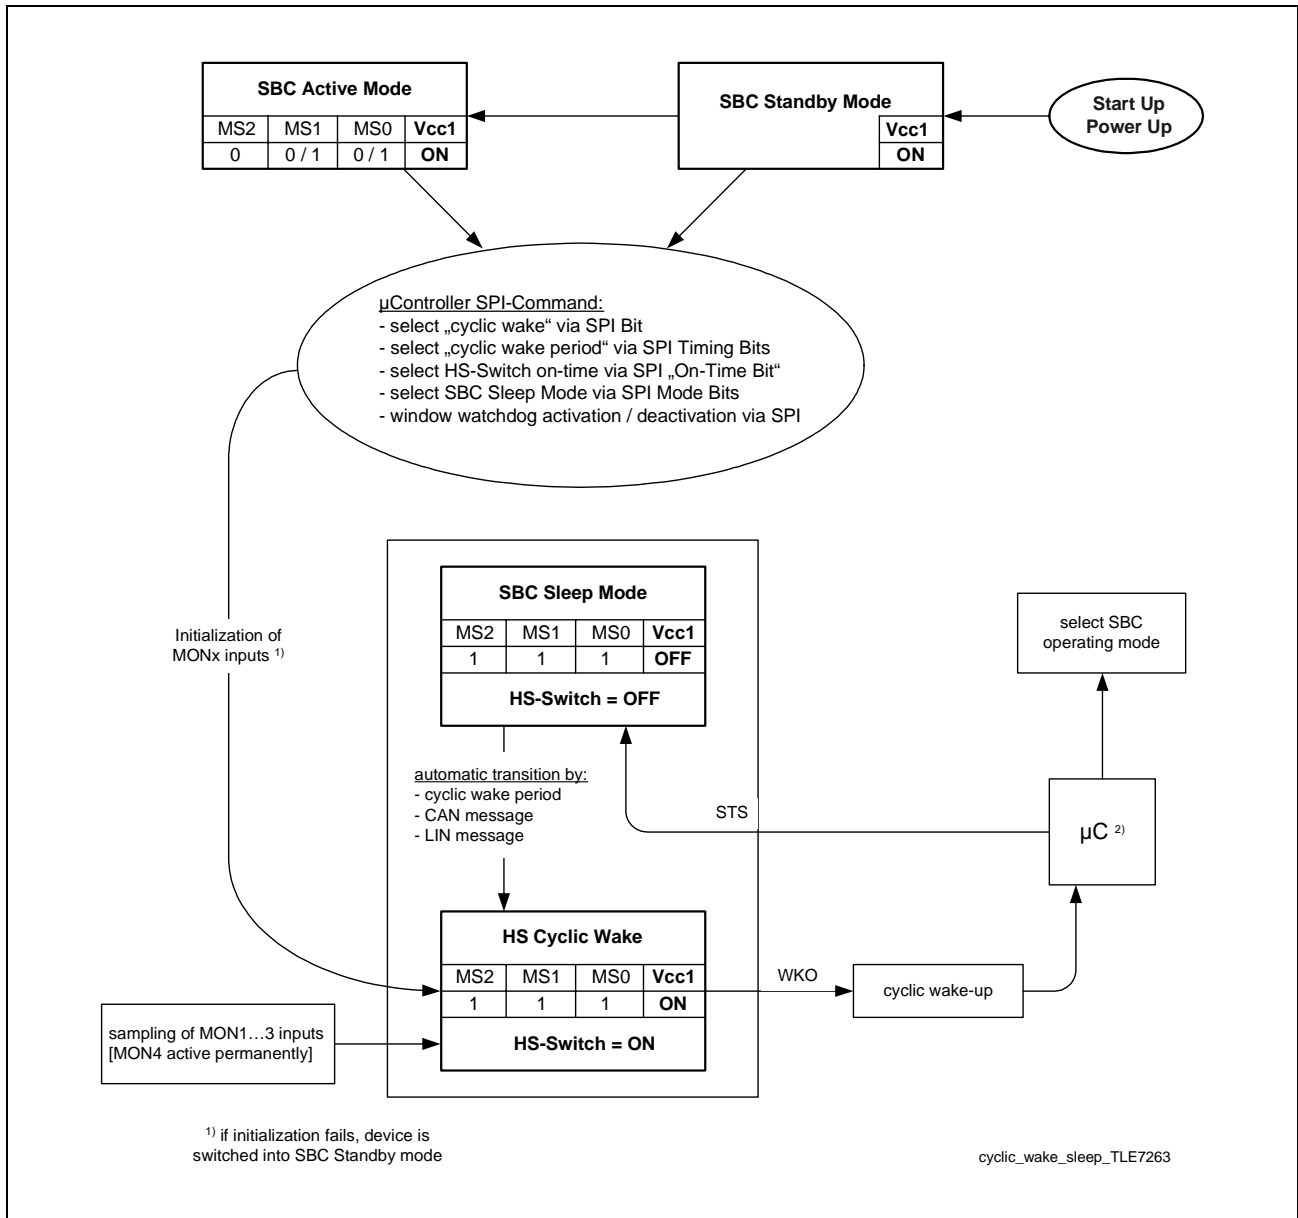 SBC Active Mode
MS2 MS1 MS0 Vcc1
0 0 / 1 0 / 1 ON
SBC Standby Mode
Vcc1
ON
Start Up
Power Up
µController SPI-Command:
- select „cyclic wake“ via SPI Bit
- select „cyclic wake period“ via SPI Timing Bits
- select HS-Switch on-time via SPI „On-Time Bit“
- select SBC Sleep Mode via SPI Mode Bits
- window watchdog activation / deactivation via SPI
Initialization of
MONx inputs 1)
SBC Sleep Mode
MS2 MS1 MS0 Vcc1
1 1 1 OFF
HS-Switch = OFF
automatic transition by:
- cyclic wake period
- CAN message
- LIN message
STS
select SBC
operating mode
µC 2)
HS Cyclic Wake
MS2 MS1 MS0 Vcc1
1 1 1 ON
HS-Switch = ON
WKO
cyclic wake-up
sampling of MON1...3 inputs
[MON4 active permanently]
1) if initialization fails, device is
switched into SBC Standby mode
cyclic_wake_sleep_TLE7263